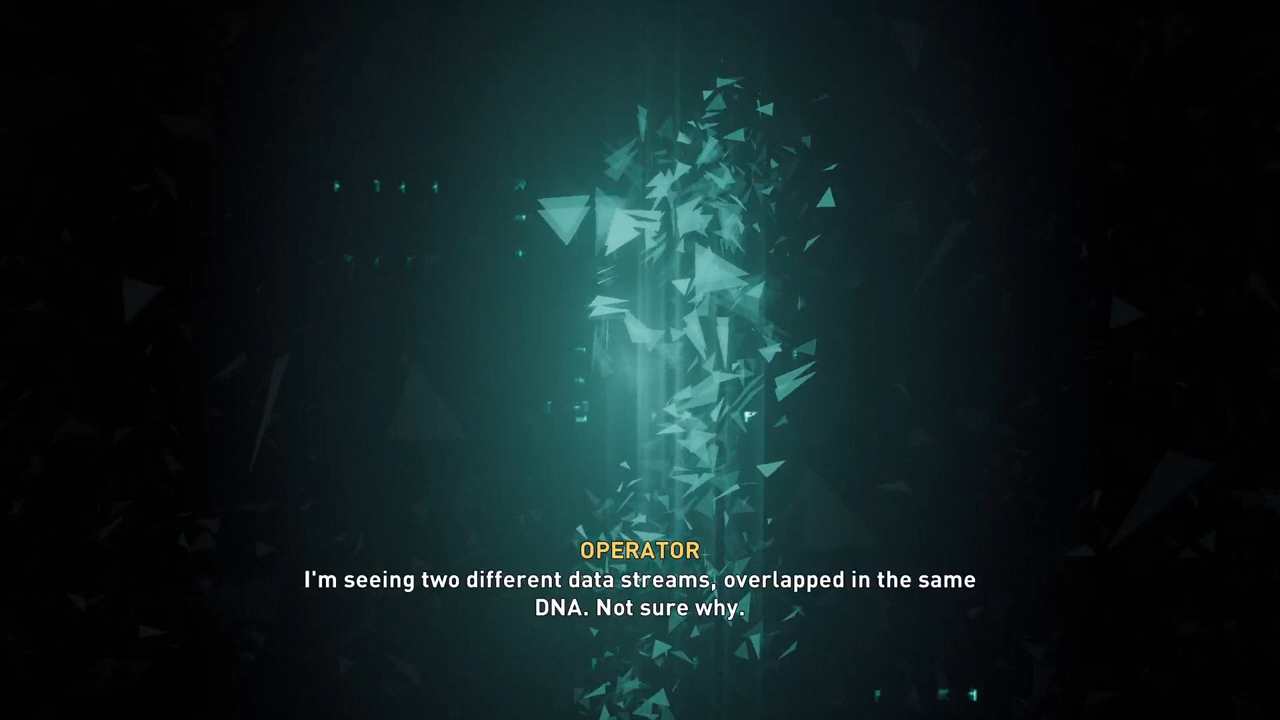 OPERATOR
I'm seeing two different data streams, overlapped in the same
DNA. Not sure why.